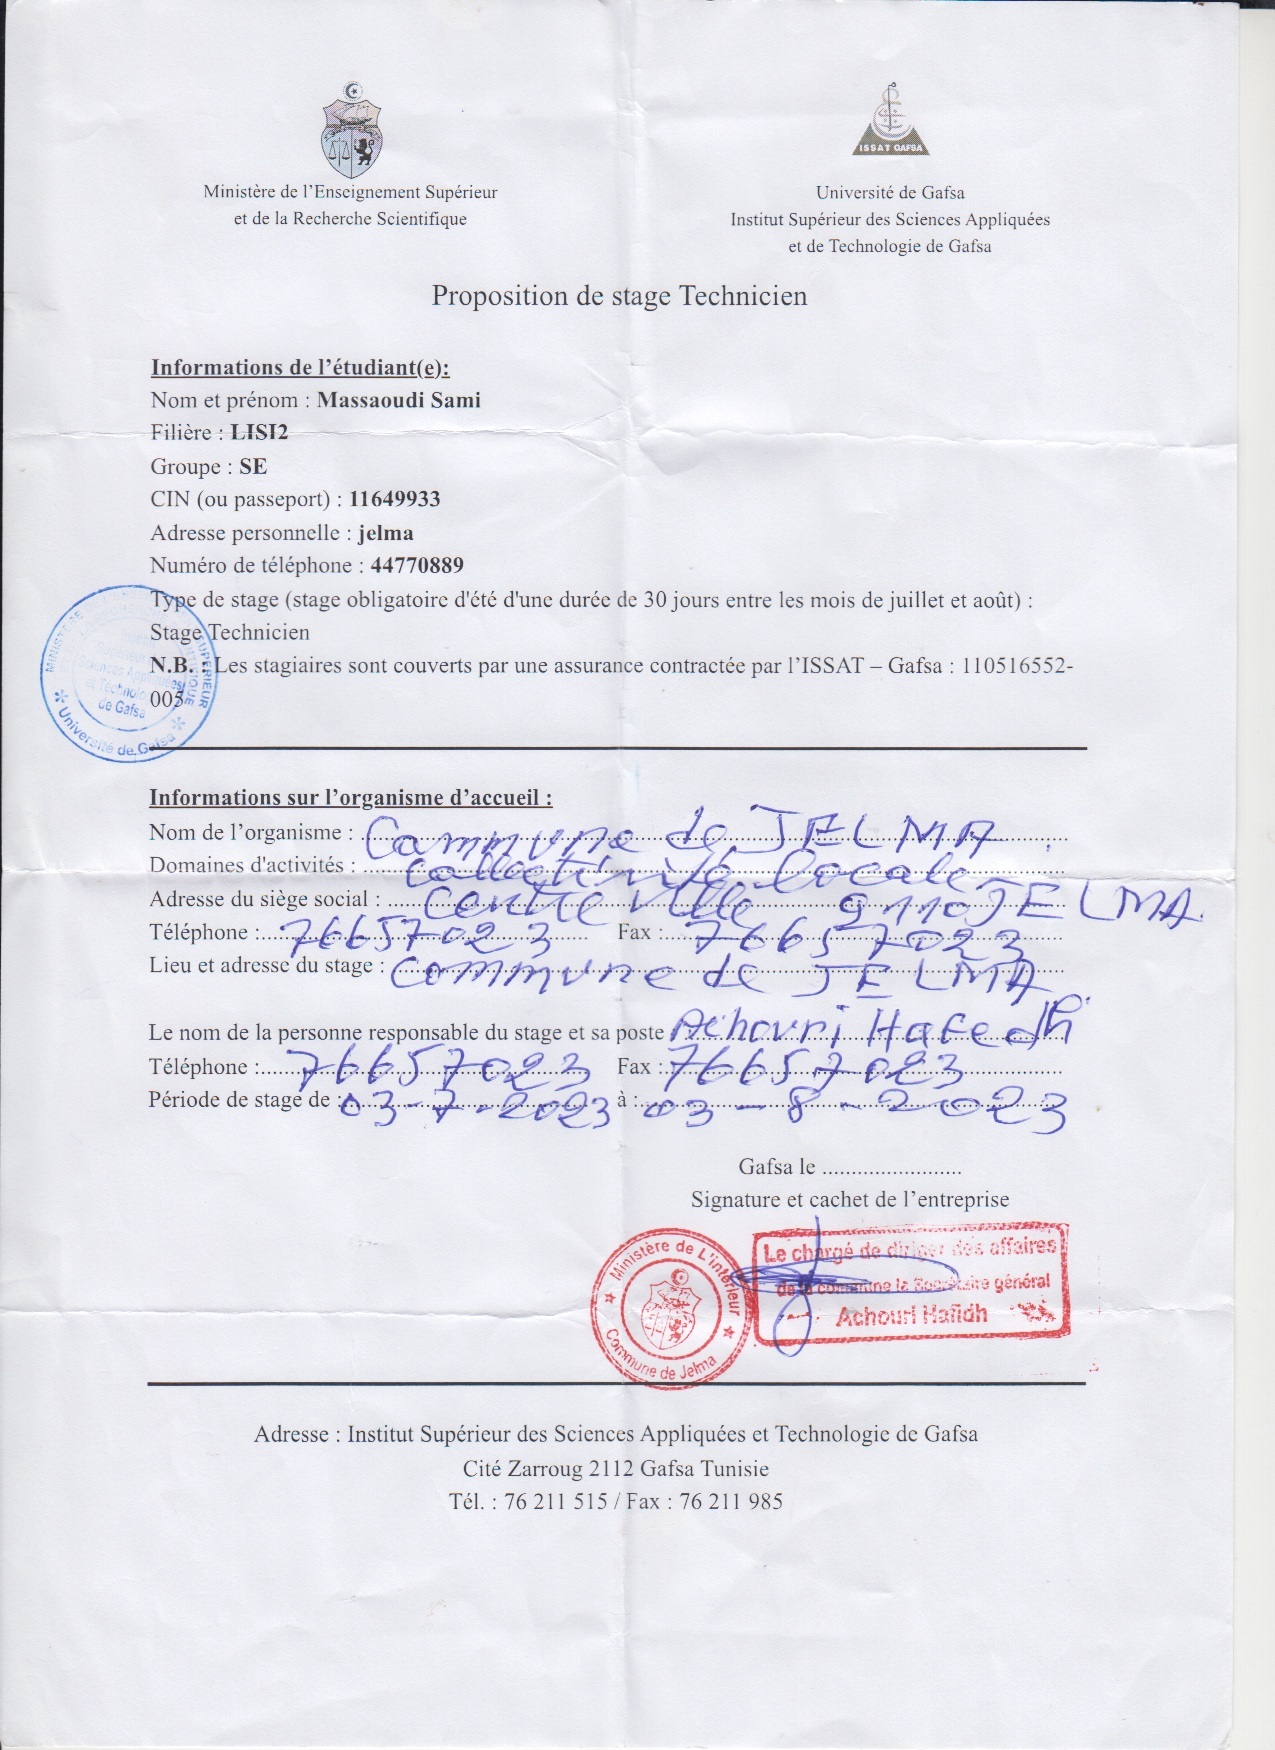 ISSAT GAFSA
Ministère de l'Enseignement Supérieur
et de la Recherche Scientifique
Université de Gafsa
Institut Supérieur des Sciences Appliquées
et de Technologie de Gafsa
Proposition de stage Technicien
Informations de l'étudiant(e):
Nom et prénom : Massaoudi Sami
Filière : LISI2
Groupe : SE
CIN (ou passeport) : 11649933
Adresse personnelle : jelma
Numéro de téléphone : 44770889
Type de stage (stage obligatoire d'été d'une durée de 30 jours entre les mois de juillet et août) :
Stage Technicien
N.B. : Les stagiaires sont couverts par une assurance contractée par l'ISSAT – Gafsa : 110516552-
005
Sciences Appliquées
et Technolo
de Gafsa
Université de Gafsa
Informations sur l'organisme d'accueil :
Nom de l'organisme : Commune de JELMA
Domaines d'activités : Collectivité locale
Adresse du siège social : Centre ville 9110 JELMA
Téléphone : 76657023 Fax : 76657023
Lieu et adresse du stage : Commune de JELMA
Le nom de la personne responsable du stage et sa poste : Achouri Hafedh
Téléphone : 76657023 Fax : 76657023
Période de stage de : 03-7-2023 à : 03-8-2023
Gafsa le ........................
Signature et cachet de l'entreprise
Ministère de L'intérieur
Commune de Jelma
Le chargé de diriger des affaires
de la commune la Secrétaire général
Achouri Hafidh
Adresse : Institut Supérieur des Sciences Appliquées et Technologie de Gafsa
Cité Zarroug 2112 Gafsa Tunisie
Tél. : 76 211 515 / Fax : 76 211 985